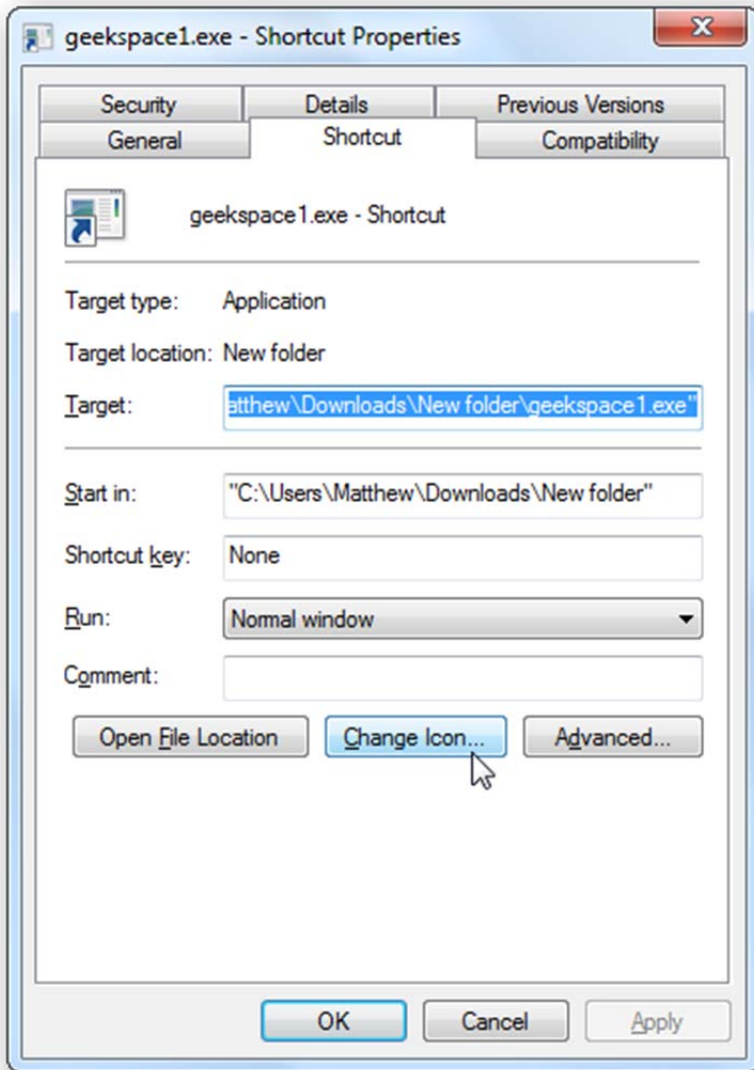 geekspace1.exe - Shortcut Properties
Security Details Previous Versions
General Shortcut Compatibility
geekspace1.exe - Shortcut
Target type: Application
Target location: New folder
Target: atthew\Downloads\New folder\geekspace1.exe"
Start in: "C:\Users\Matthew\Downloads\New folder"
Shortcut key: None
Run: Normal window
Comment:
Open File Location Change Icon... Advanced...
OK Cancel Apply